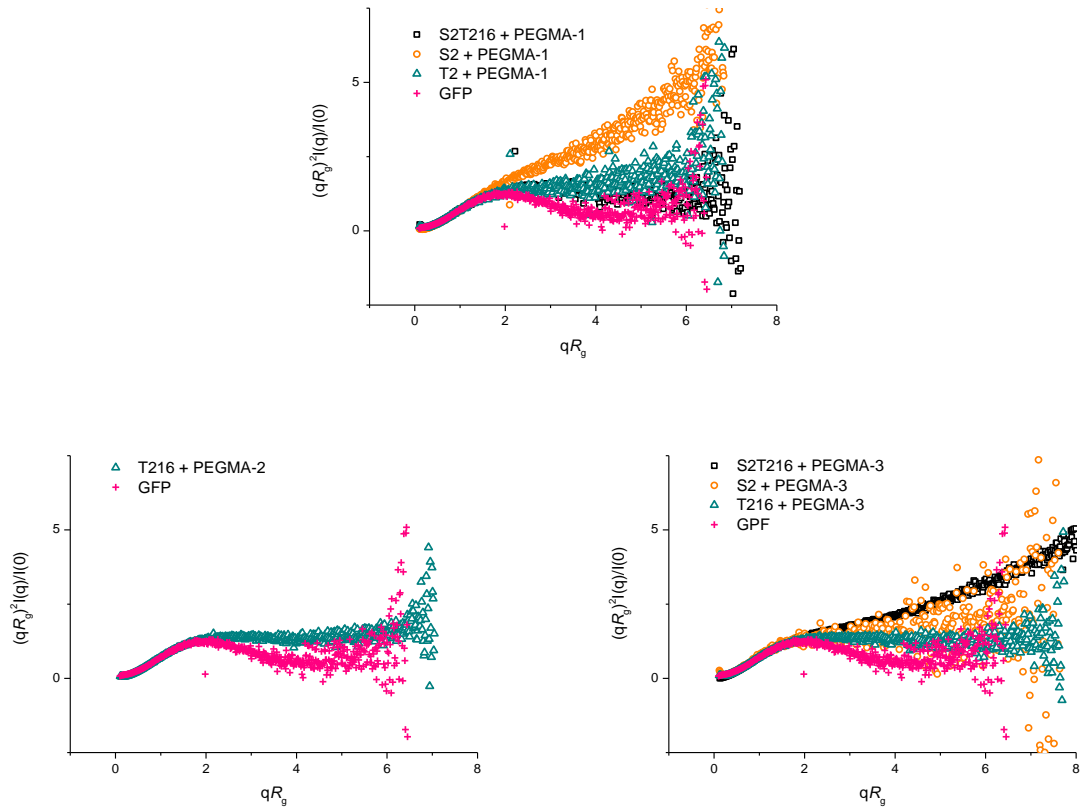 S2T216 + PEGMA-1
S2 + PEGMA-1
T2 + PEGMA-1
GFP
5
0
(qRg)²I(q)/I(0)
0
2
4
6
8
qRg
T216 + PEGMA-2
GFP
5
0
(qRg)²I(q)/I(0)
0
2
4
6
8
qRg
S2T216 + PEGMA-3
S2 + PEGMA-3
T216 + PEGMA-3
GPF
5
0
(qRg)²I(q)/I(0)
0
2
4
6
8
qRg